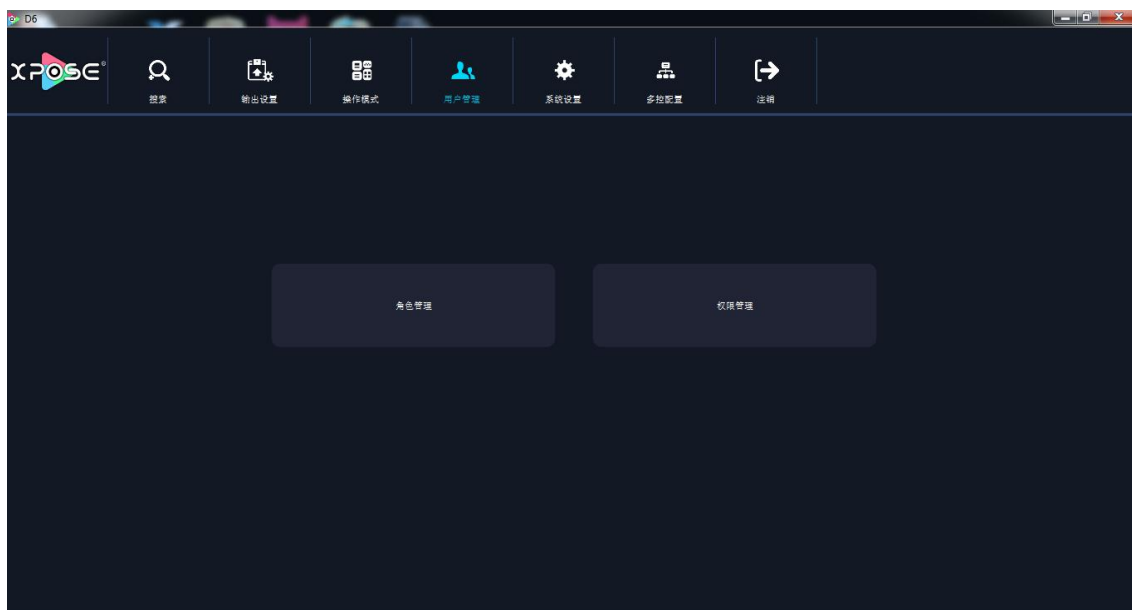 D6
XPOSE®
搜索
输出设置
操作模式
用户管理
系统设置
多控配置
注销
角色管理
权限管理